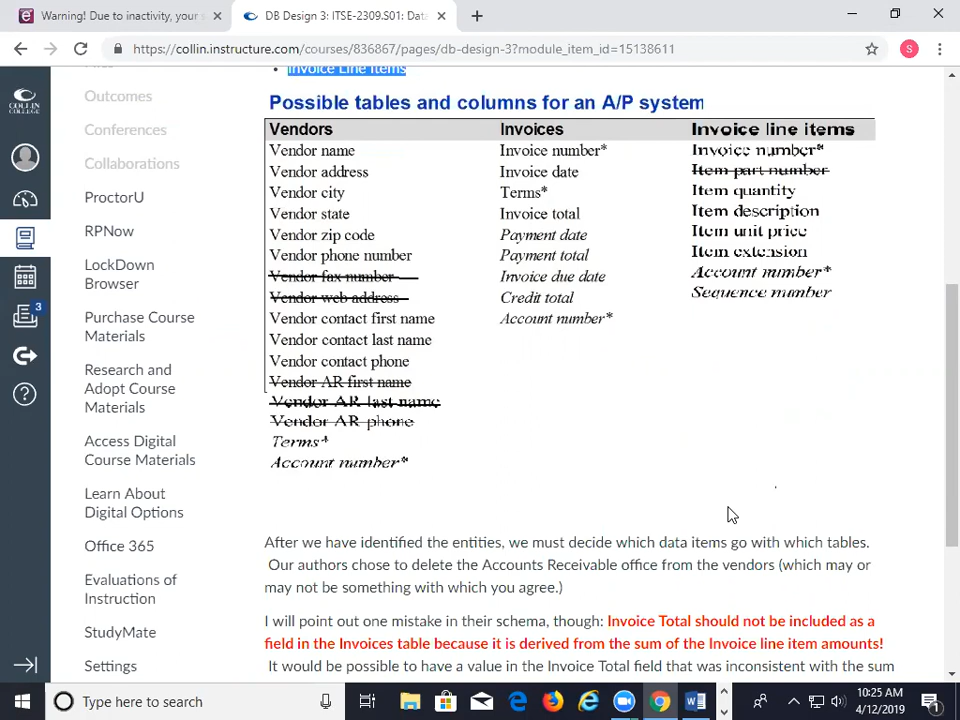 Warning! Due to inactivity, your s
DB Design 3: ITSE-2309.S01: Data
https://collin.instructure.com/courses/836867/pages/db-design-3?module_item_id=15138611
S
COLLIN COLLEGE
Outcomes
Conferences
Collaborations
ProctorU
RPNow
LockDown
Browser
3
Purchase Course
Materials
Research and
Adopt Course
Materials
Access Digital
Course Materials
Learn About
Digital Options
Office 365
Evaluations of
Instruction
StudyMate
Settings
• Invoice Line Items
Possible tables and columns for an A/P system
Vendors Invoices Invoice line items
Vendor name Invoice number* Invoice number*
Vendor address Invoice date Item part number
Vendor city Terms* Item quantity
Vendor state Invoice total Item description
Vendor zip code Payment date Item unit price
Vendor phone number Payment total Item extension
Vendor fax number Invoice due date Account number*
Vendor web address Credit total Sequence number
Vendor contact first name Account number*
Vendor contact last name
Vendor contact phone
Vendor AR first name
Vendor AR last name
Vendor AR phone
Terms*
Account number*
After we have identified the entities, we must decide which data items go with which tables.
Our authors chose to delete the Accounts Receivable office from the vendors (which may or
may not be something with which you agree.)
I will point out one mistake in their schema, though: Invoice Total should not be included as a
field in the Invoices table because it is derived from the sum of the Invoice line item amounts!
It would be possible to have a value in the Invoice Total field that was inconsistent with the sum
Type here to search
10:25 AM
4/12/2019
1